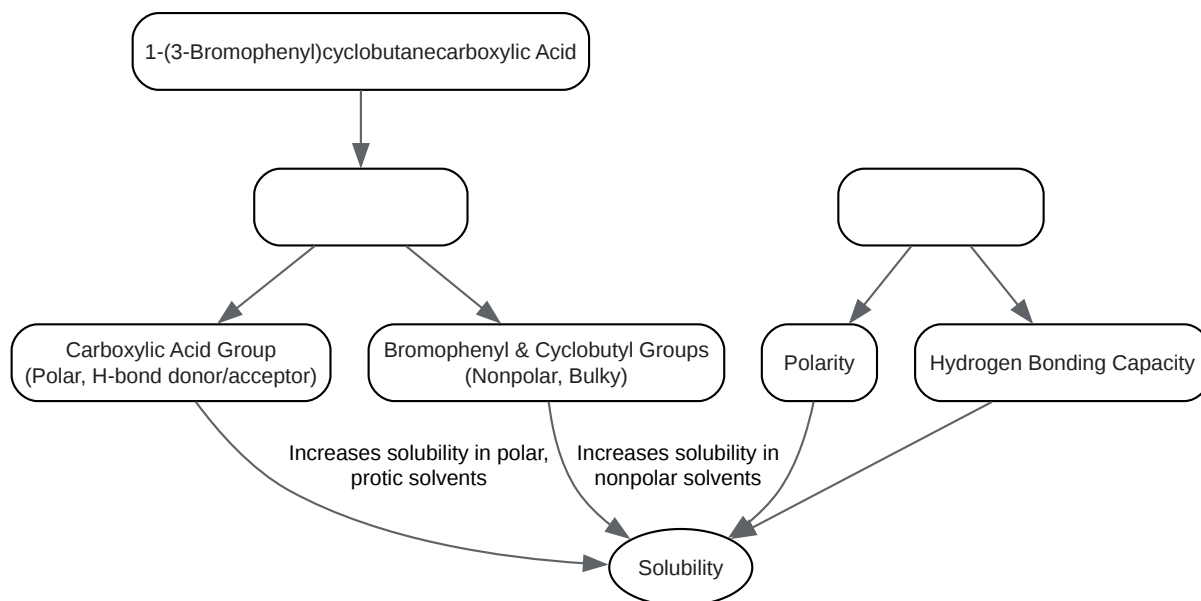 1-(3-Bromophenyl)cyclobutanecarboxylic Acid
Carboxylic Acid Group
(Polar, H-bond donor/acceptor)
Bromophenyl & Cyclobutyl Groups
(Nonpolar, Bulky)
Polarity
Hydrogen Bonding Capacity
Increases solubility in polar,
protic solvents
Increases solubility in
nonpolar solvents
Solubility